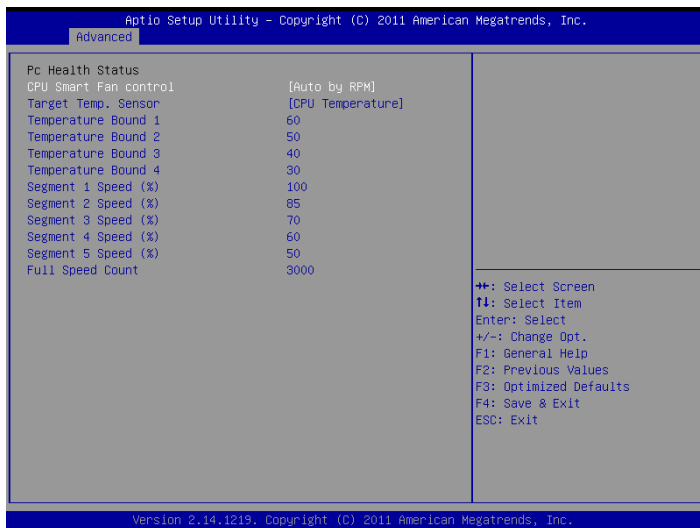 Aptio Setup Utility – Copyright (C) 2011 American Megatrends, Inc.
Advanced
Pc Health Status
CPU Smart Fan control [Auto by RPM]
Target Temp. Sensor [CPU Temperature]
Temperature Bound 1 60
Temperature Bound 2 50
Temperature Bound 3 40
Temperature Bound 4 30
Segment 1 Speed (%) 100
Segment 2 Speed (%) 85
Segment 3 Speed (%) 70
Segment 4 Speed (%) 60
Segment 5 Speed (%) 50
Full Speed Count 3000
→←: Select Screen
↑↓: Select Item
Enter: Select
+/-: Change Opt.
F1: General Help
F2: Previous Values
F3: Optimized Defaults
F4: Save & Exit
ESC: Exit
Version 2.14.1219. Copyright (C) 2011 American Megatrends, Inc.